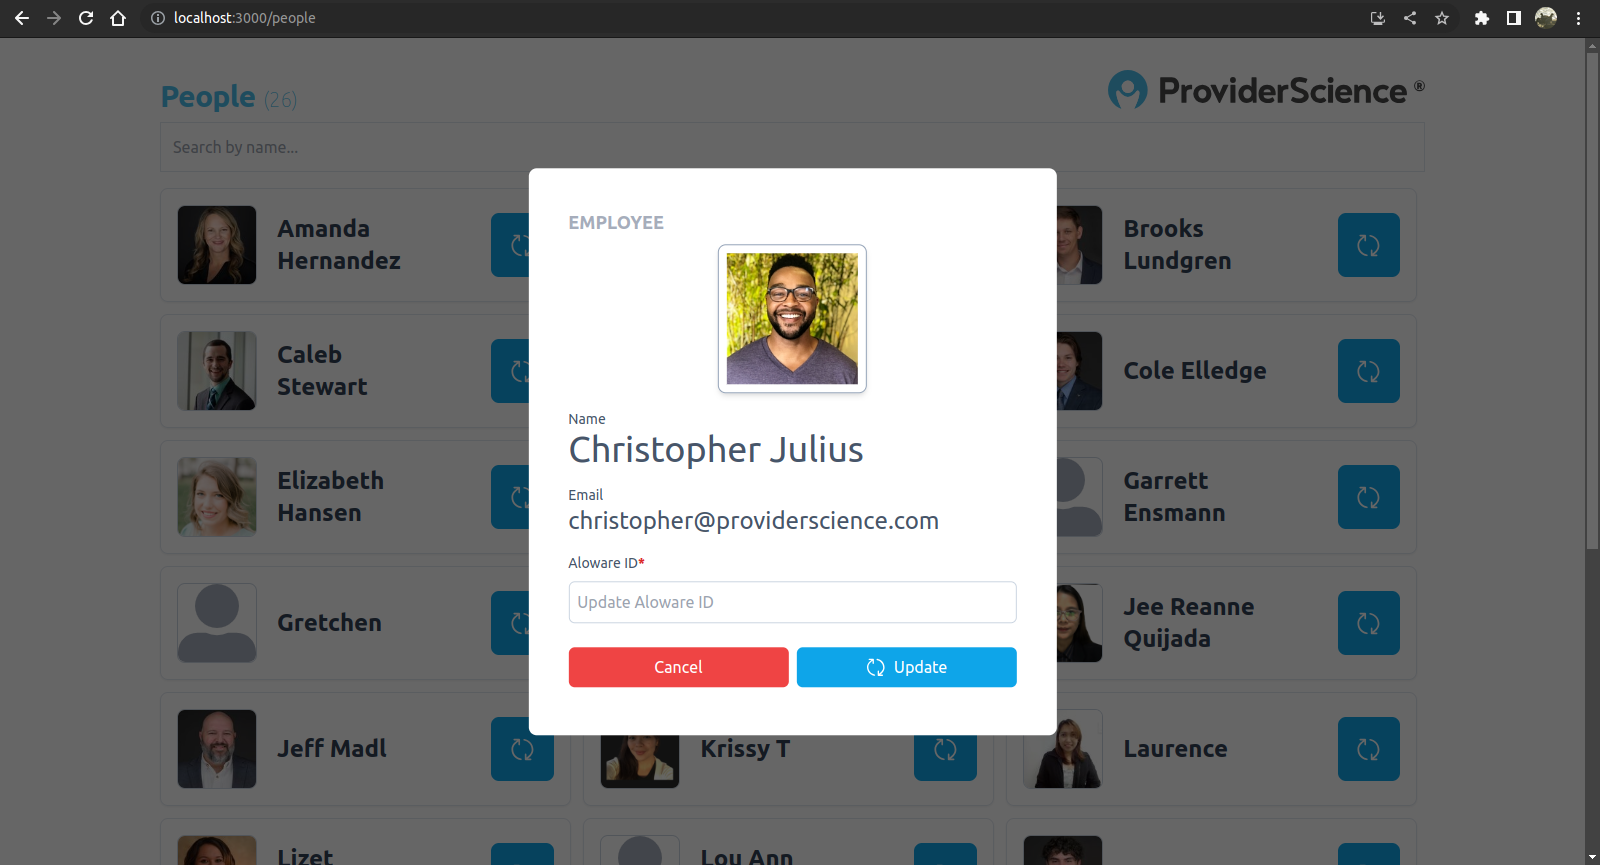 localhost:3000/people
People (26)
ProviderScience ®
Search by name...
Amanda
Hernandez
Brooks
Lundgren
Caleb
Stewart
Cole Elledge
Elizabeth
Hansen
Garrett
Ensmann
Gretchen
Jee Reanne
Quijada
Jeff Madl
Krissy T
Laurence
Lizet
Lou Ann
EMPLOYEE
Name
Christopher Julius
Email
christopher@providerscience.com
Aloware ID*
Update Aloware ID
Cancel
Update